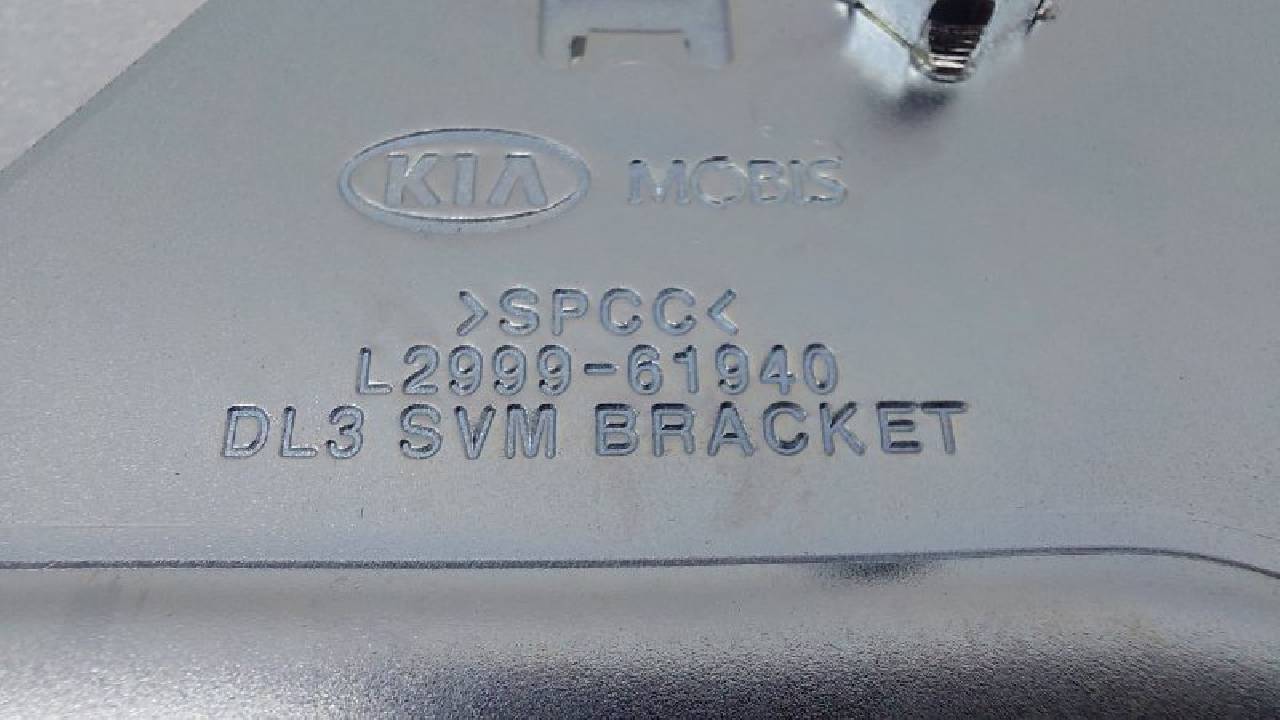 KIA MOBIS
>SPCC<
L2999-61940
DL3 SVM BRACKET